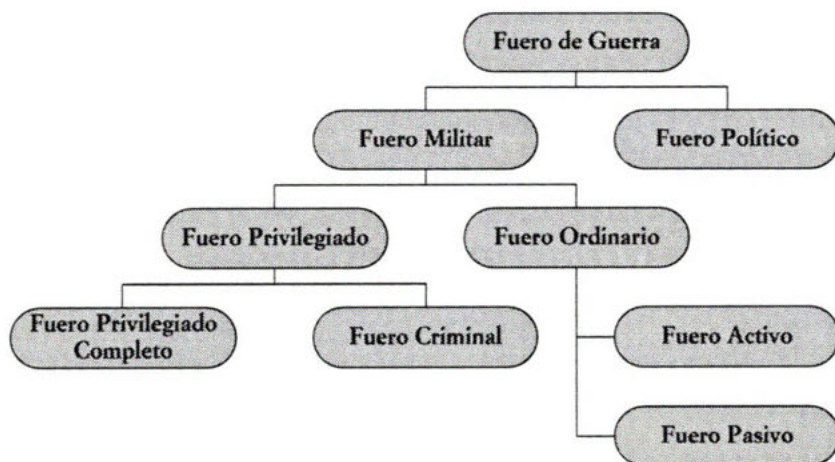 Fuero de Guerra
Fuero Militar
Fuero Político
Fuero Privilegiado
Fuero Ordinario
Fuero Privilegiado
Completo
Fuero Criminal
Fuero Activo
Fuero Pasivo